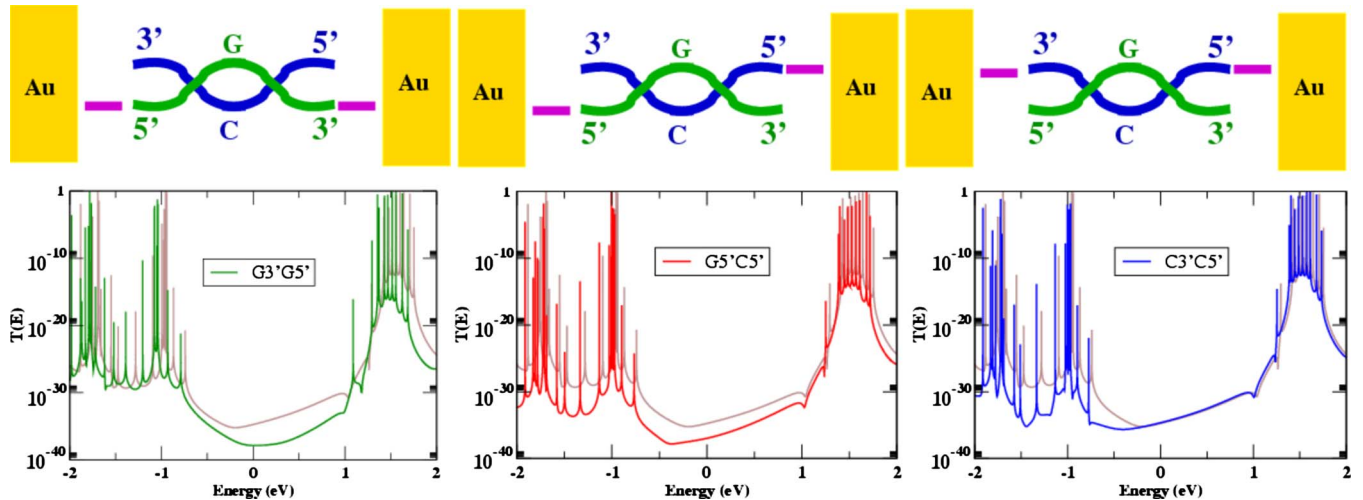 Au 3' G 5' 5' C 3' Au
Au 3' G 5' 5' C 3' Au
Au 3' G 5' 5' C 3' Au
T(E)
1
10^-10
10^-20
10^-30
10^-40
G3'G5'
-2 -1 0 1 2
Energy (eV)
T(E)
1
10^-10
10^-20
10^-30
10^-40
G5'C5'
-2 -1 0 1 2
Energy (eV)
T(E)
1
10^-10
10^-20
10^-30
10^-40
C3'C5'
-2 -1 0 1 2
Energy (eV)